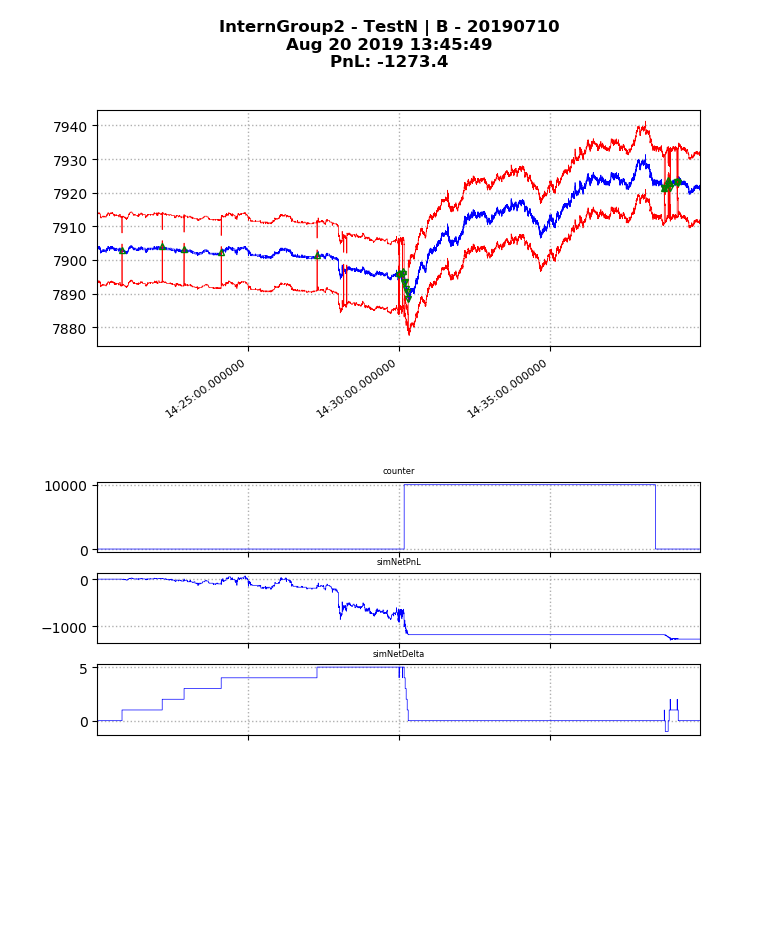 InternGroup2 - TestN | B - 20190710
Aug 20 2019 13:45:49
PnL: -1273.4
7940
7930
7920
7910
7900
7890
7880
14:25:00.000000
14:30:00.000000
14:35:00.000000
counter
10000
0
simNetPnL
0
−1000
simNetDelta
5
0